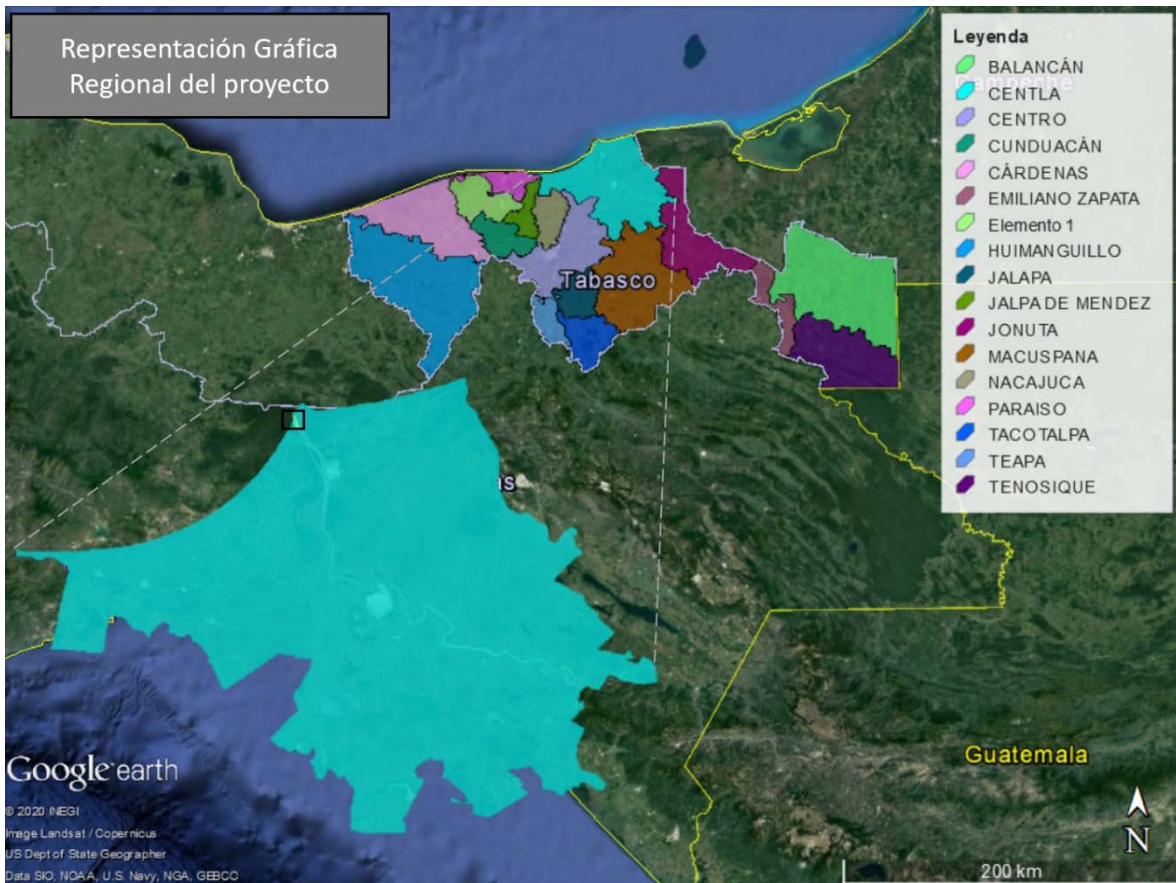 Representación Gráfica
Regional del proyecto
Leyenda
BALANCÁN
CENTLA
CENTRO
CUNDUACÁN
CÁRDENAS
EMILIANO ZAPATA
Elemento 1
HUIMANGUILLO
JALAPA
JALPA DE MENDEZ
JONUTA
MACUSPANA
NACAJUCA
PARAISO
TACOTALPA
TEAPA
TENOSIQUE
Campeche
Tabasco
as
Guatemala
Google earth
© 2020 INEGI
Image Landsat / Copernicus
US Dept of State Geographer
Data SIO, NOAA, U.S. Navy, NGA, GEBCO
N
200 km